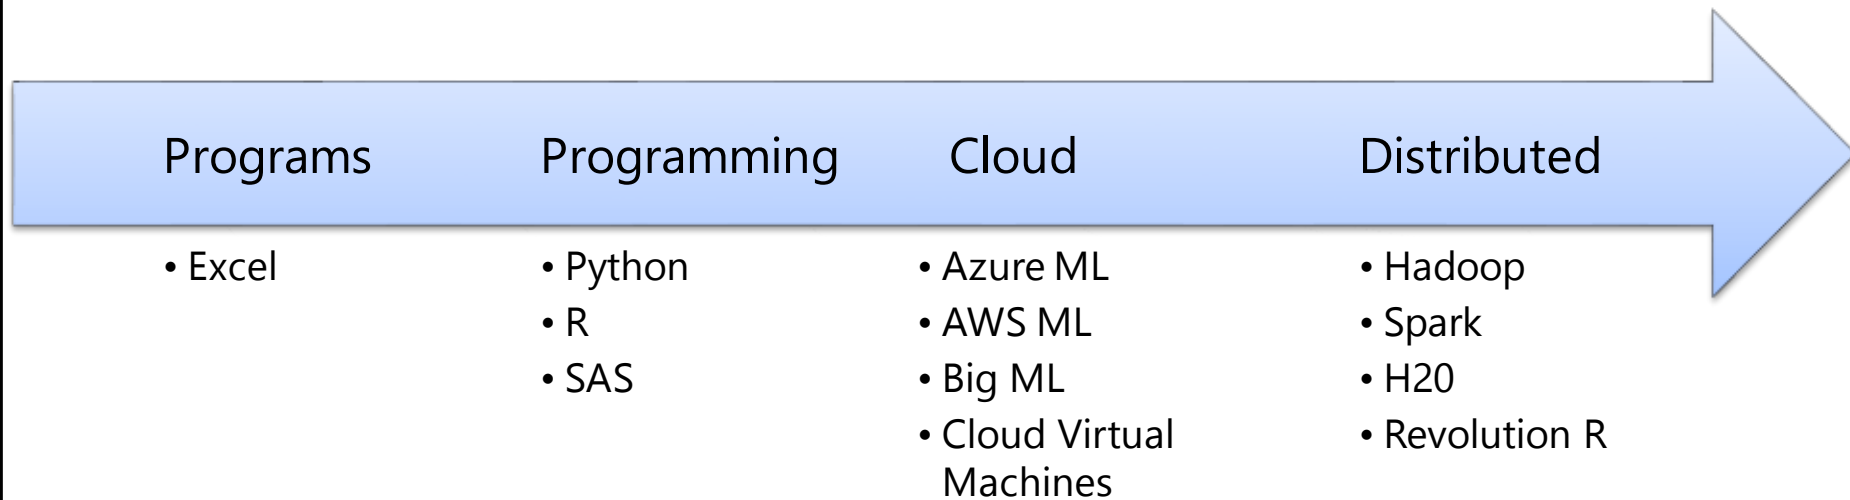 Programs
Programming
Cloud
Distributed
• Excel
• Python
• R
• SAS
• Azure ML
• AWS ML
• Big ML
• Cloud Virtual
Machines
• Hadoop
• Spark
• H20
• Revolution R